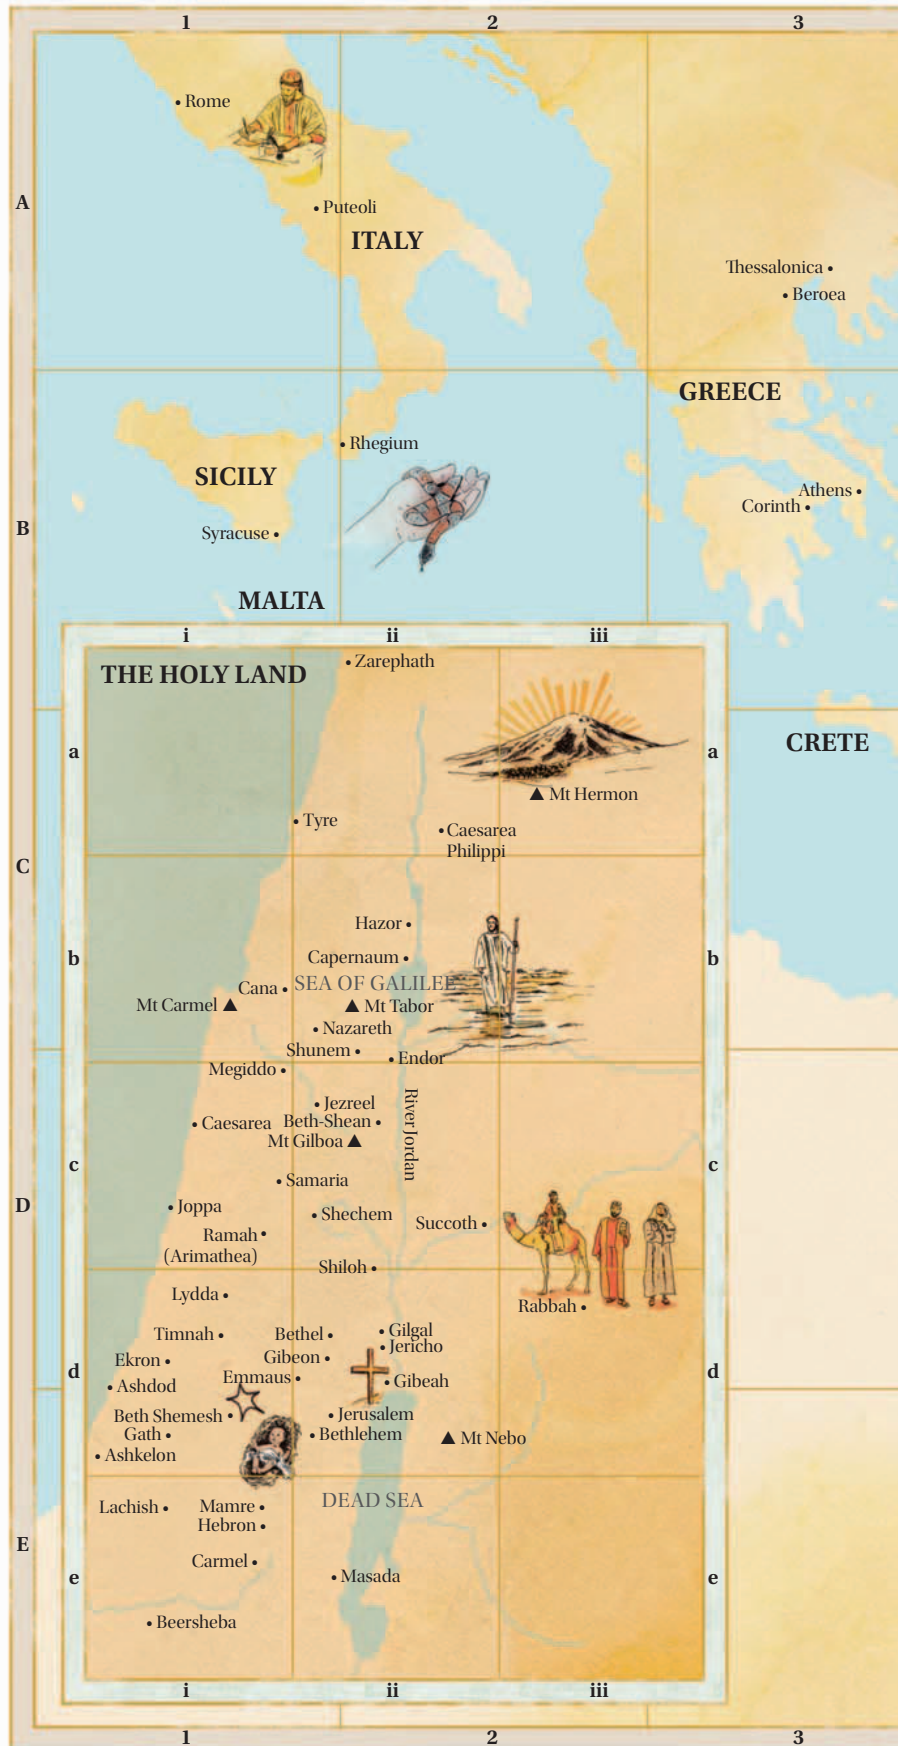 1
2
3
Rome
A
Puteoli
ITALY
Thessalonica
Beroea
GREECE
Rhegium
SICILY
Athens
Corinth
B
Syracuse
MALTA
i
ii
iii
THE HOLY LAND
Zarephath
CRETE
a
a
Mt Hermon
Tyre
Caesarea
Philippi
C
Hazor
Capernaum
b
b
SEA OF GALILEE
Cana
Mt Carmel
Mt Tabor
Nazareth
Shunem
Endor
Megiddo
River Jordan
Jezreel
Caesarea
Beth-Shean
Mt Gilboa
c
c
Samaria
D
Joppa
Shechem
Succoth
Ramah
(Arimathea)
Shiloh
Lydda
Rabbah
Timnah
Bethel
Gilgal
Jericho
Gibeon
Ekron
d
d
Emmaus
Gibeah
Ashdod
Beth Shemesh
Jerusalem
Gath
Bethlehem
Mt Nebo
Ashkelon
DEAD SEA
Lachish
Mamre
Hebron
E
Carmel
e
e
Masada
Beersheba
i
ii
iii
1
2
3